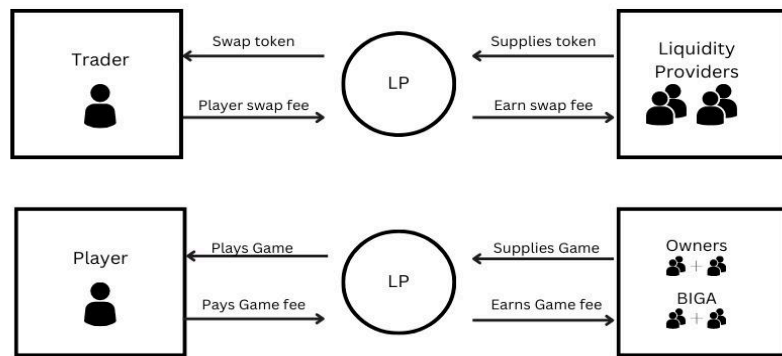 Trader
Swap token
Player swap fee
LP
Supplies token
Earn swap fee
Liquidity
Providers
Player
Plays Game
Pays Game fee
LP
Supplies Game
Earns Game fee
Owners
+
BIGA
+